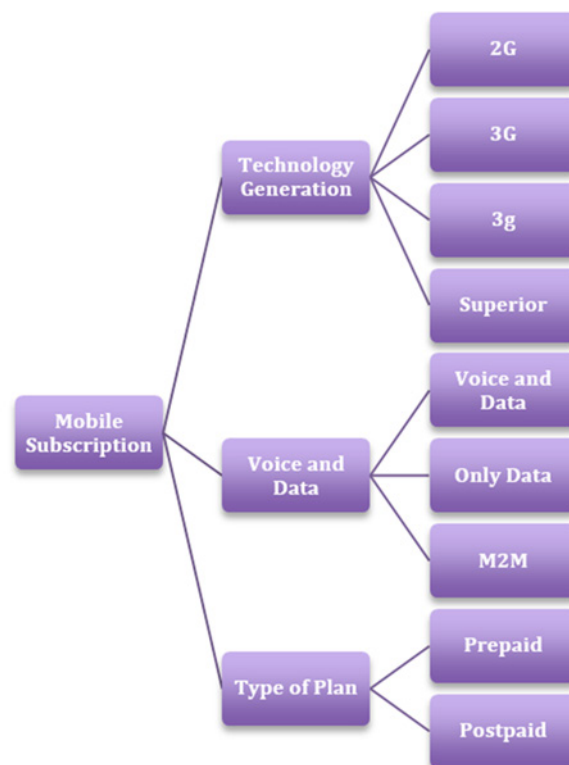 2G
3G
Technology
Generation
3g
Superior
Mobile
Subscription
Voice and
Data
Voice and
Data
Only Data
M2M
Type of Plan
Prepaid
Postpaid